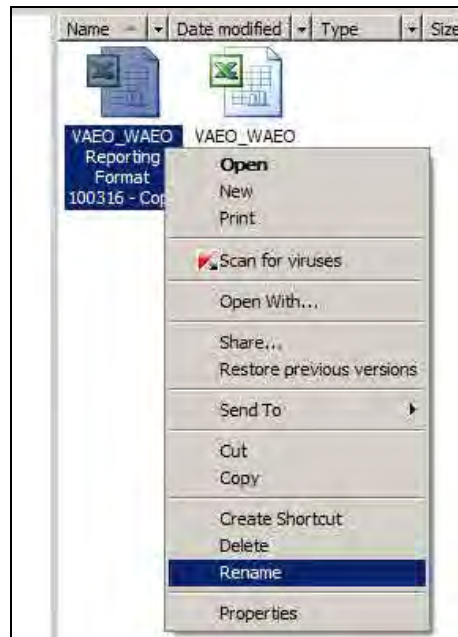 Name Date modified Type Size
VAEO_WAEO VAEO_WAEO
Reporting
Format
100316 - Cop
Open
New
Print
Scan for viruses
Open With...
Share...
Restore previous versions
Send To
Cut
Copy
Create Shortcut
Delete
Rename
Properties